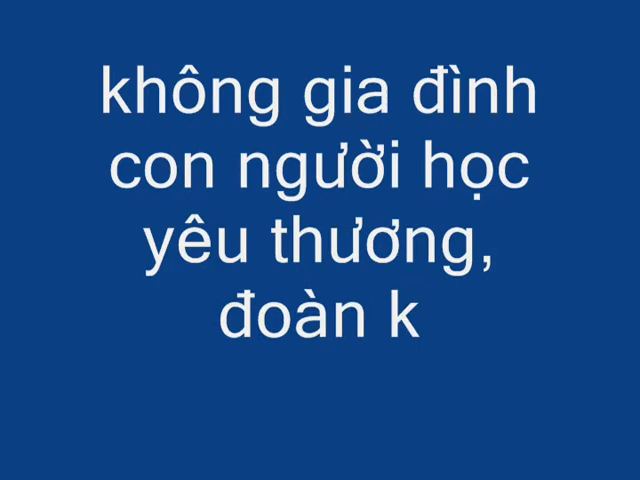 không gia đình
con người học
yêu thương,
đoàn k